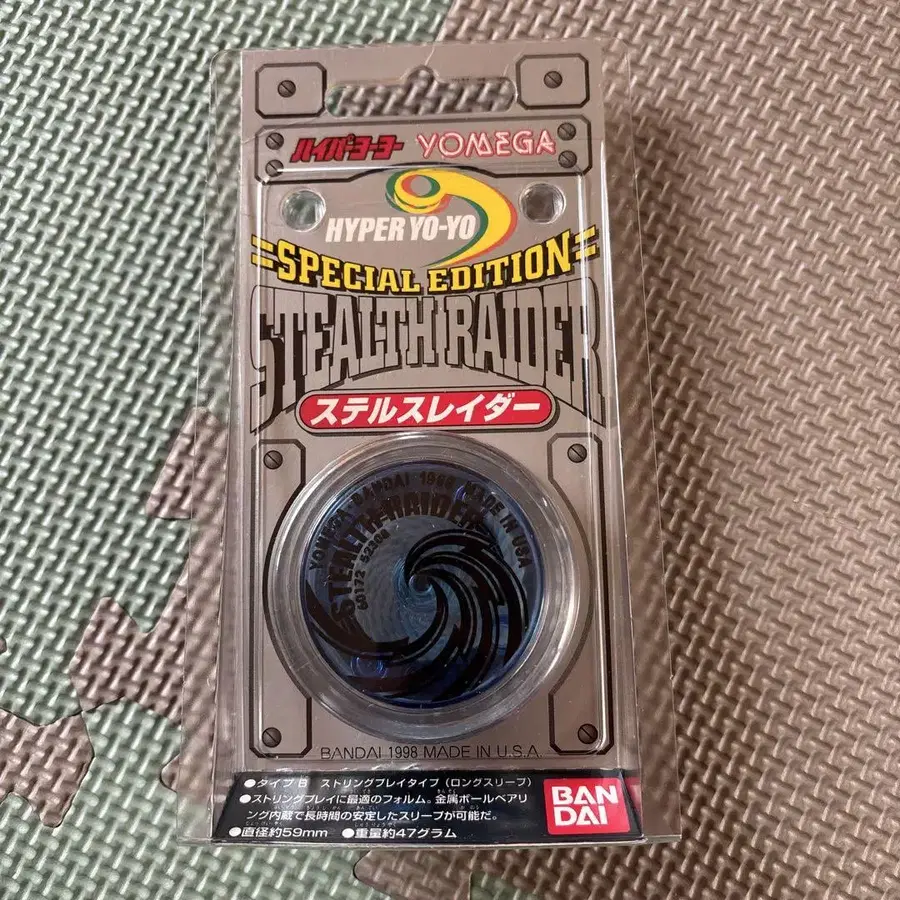 ハイパーヨーヨー YOMEGA
HYPER YO-YO
SPECIAL EDITION
STEALTH RAIDER
ステルスレイダー
YOMEGA BANDAI 1998 MADE IN USA
STEALTH RAIDER
60172 52308
BANDAI 1998 MADE IN U.S.A.
●タイプB ストリングプレイタイプ（ロングスリープ）
●ストリングプレイに最適のフォルム。金属ボールベアリ
ング内蔵で長時間の安定したスリープが可能だ。
●直径約59mm ●重量約47グラム
BAN
DAI